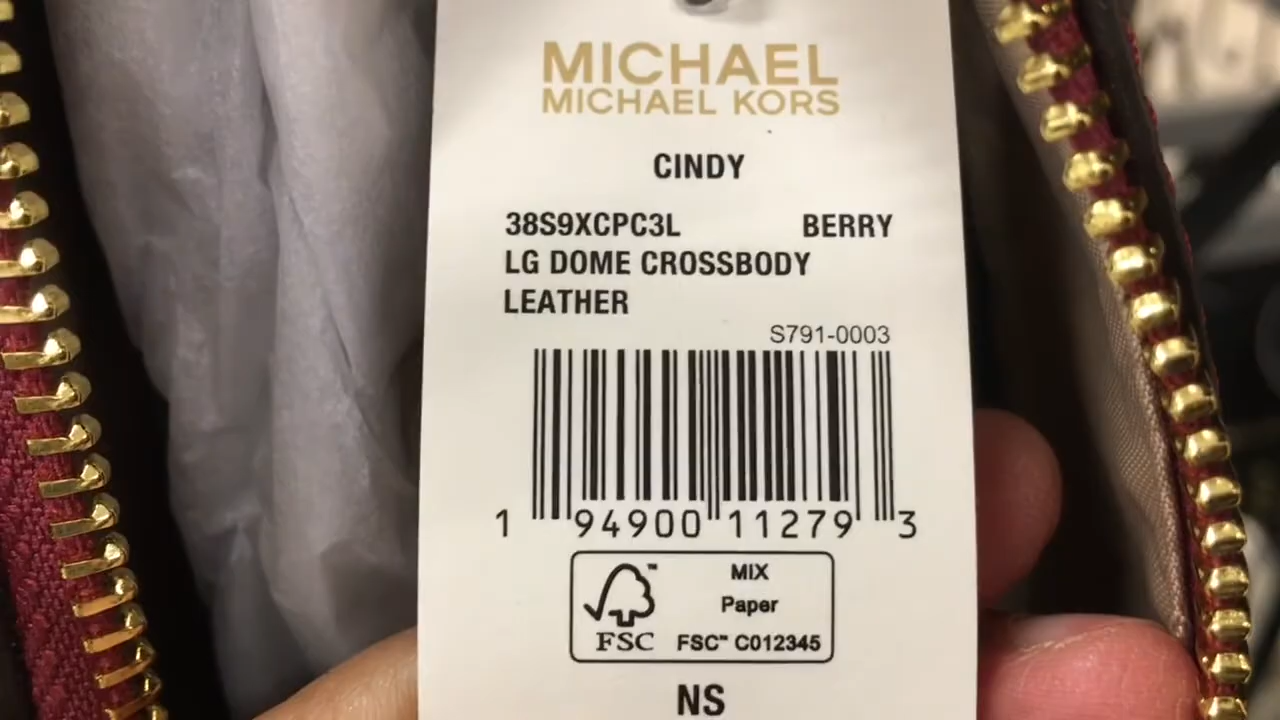 MICHAEL
MICHAEL KORS
CINDY
38S9XCPC3L BERRY
LG DOME CROSSBODY
LEATHER
S791-0003
1 94900 11279 3
MIX
Paper
FSC™ FSC™ C012345
NS